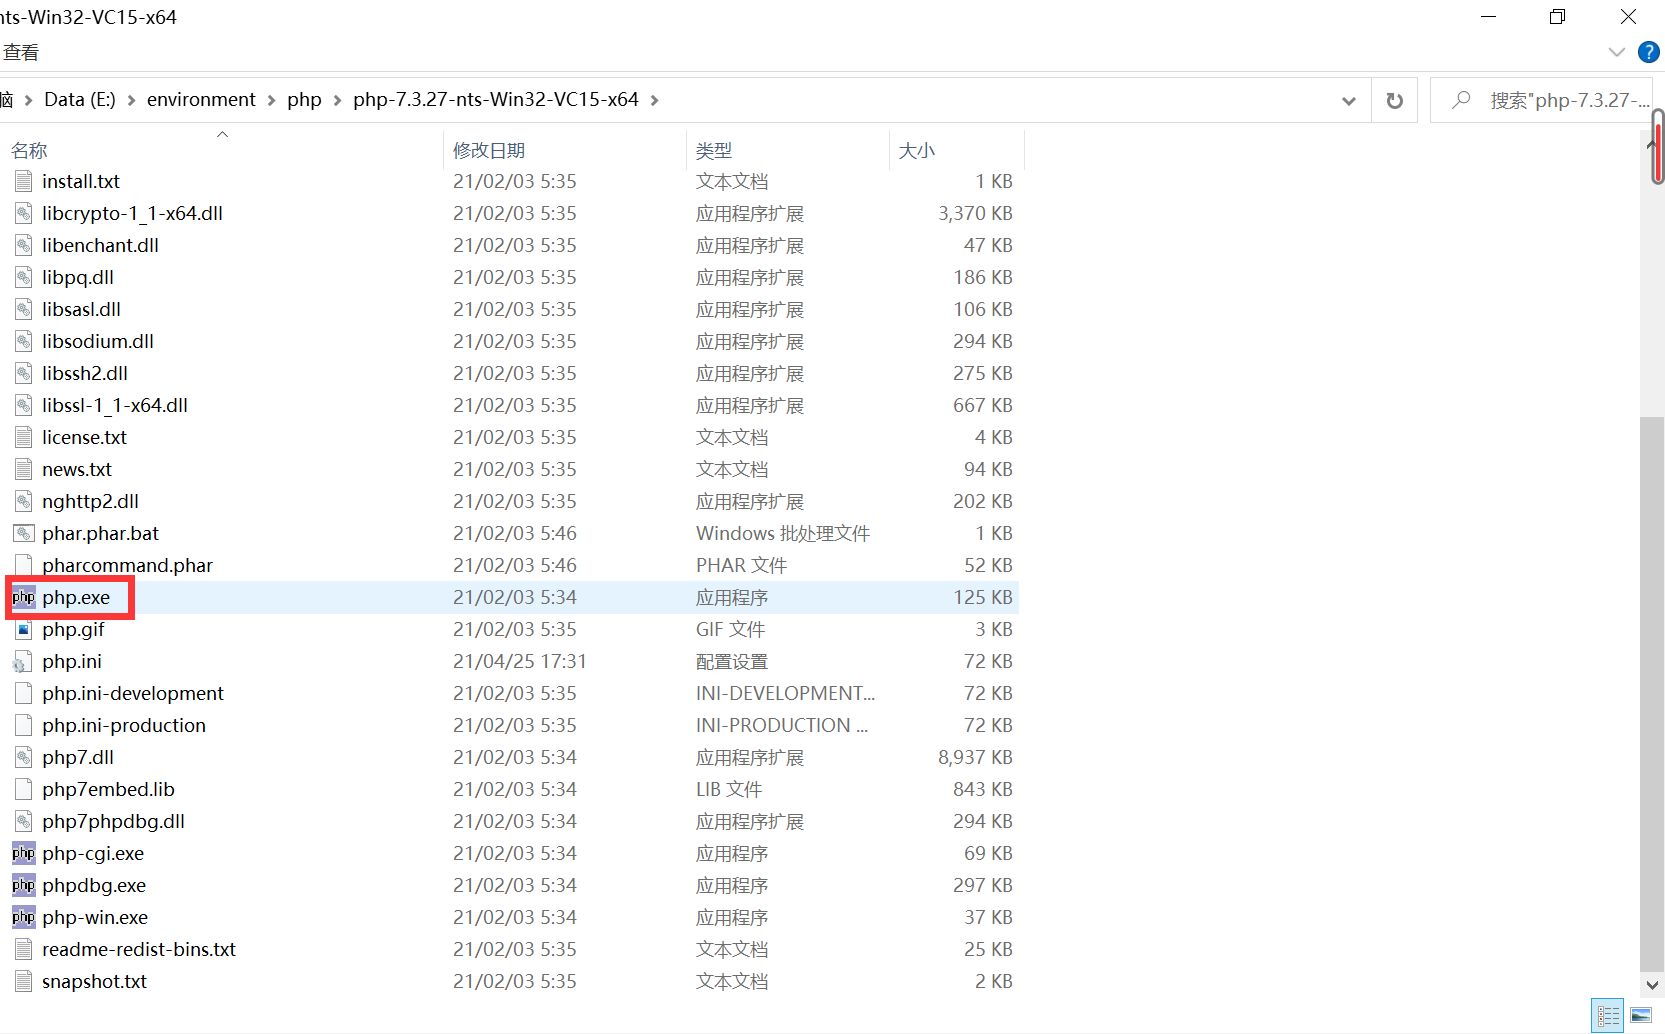 nts-Win32-VC15-x64
查看
脑 > Data (E:) > environment > php > php-7.3.27-nts-Win32-VC15-x64 >
搜索"php-7.3.27-...
名称 修改日期 类型 大小
install.txt 21/02/03 5:35 文本文档 1 KB
libcrypto-1_1-x64.dll 21/02/03 5:35 应用程序扩展 3,370 KB
libenchant.dll 21/02/03 5:35 应用程序扩展 47 KB
libpq.dll 21/02/03 5:35 应用程序扩展 186 KB
libsasl.dll 21/02/03 5:35 应用程序扩展 106 KB
libsodium.dll 21/02/03 5:35 应用程序扩展 294 KB
libssh2.dll 21/02/03 5:35 应用程序扩展 275 KB
libssl-1_1-x64.dll 21/02/03 5:35 应用程序扩展 667 KB
license.txt 21/02/03 5:35 文本文档 4 KB
news.txt 21/02/03 5:35 文本文档 94 KB
nghttp2.dll 21/02/03 5:35 应用程序扩展 202 KB
phar.phar.bat 21/02/03 5:46 Windows 批处理文件 1 KB
pharcommand.phar 21/02/03 5:46 PHAR 文件 52 KB
php php.exe 21/02/03 5:34 应用程序 125 KB
php.gif 21/02/03 5:35 GIF 文件 3 KB
php.ini 21/04/25 17:31 配置设置 72 KB
php.ini-development 21/02/03 5:35 INI-DEVELOPMENT... 72 KB
php.ini-production 21/02/03 5:35 INI-PRODUCTION ... 72 KB
php7.dll 21/02/03 5:34 应用程序扩展 8,937 KB
php7embed.lib 21/02/03 5:34 LIB 文件 843 KB
php7phpdbg.dll 21/02/03 5:34 应用程序扩展 294 KB
php php-cgi.exe 21/02/03 5:34 应用程序 69 KB
php phpdbg.exe 21/02/03 5:34 应用程序 297 KB
php php-win.exe 21/02/03 5:34 应用程序 37 KB
readme-redist-bins.txt 21/02/03 5:35 文本文档 25 KB
snapshot.txt 21/02/03 5:35 文本文档 2 KB